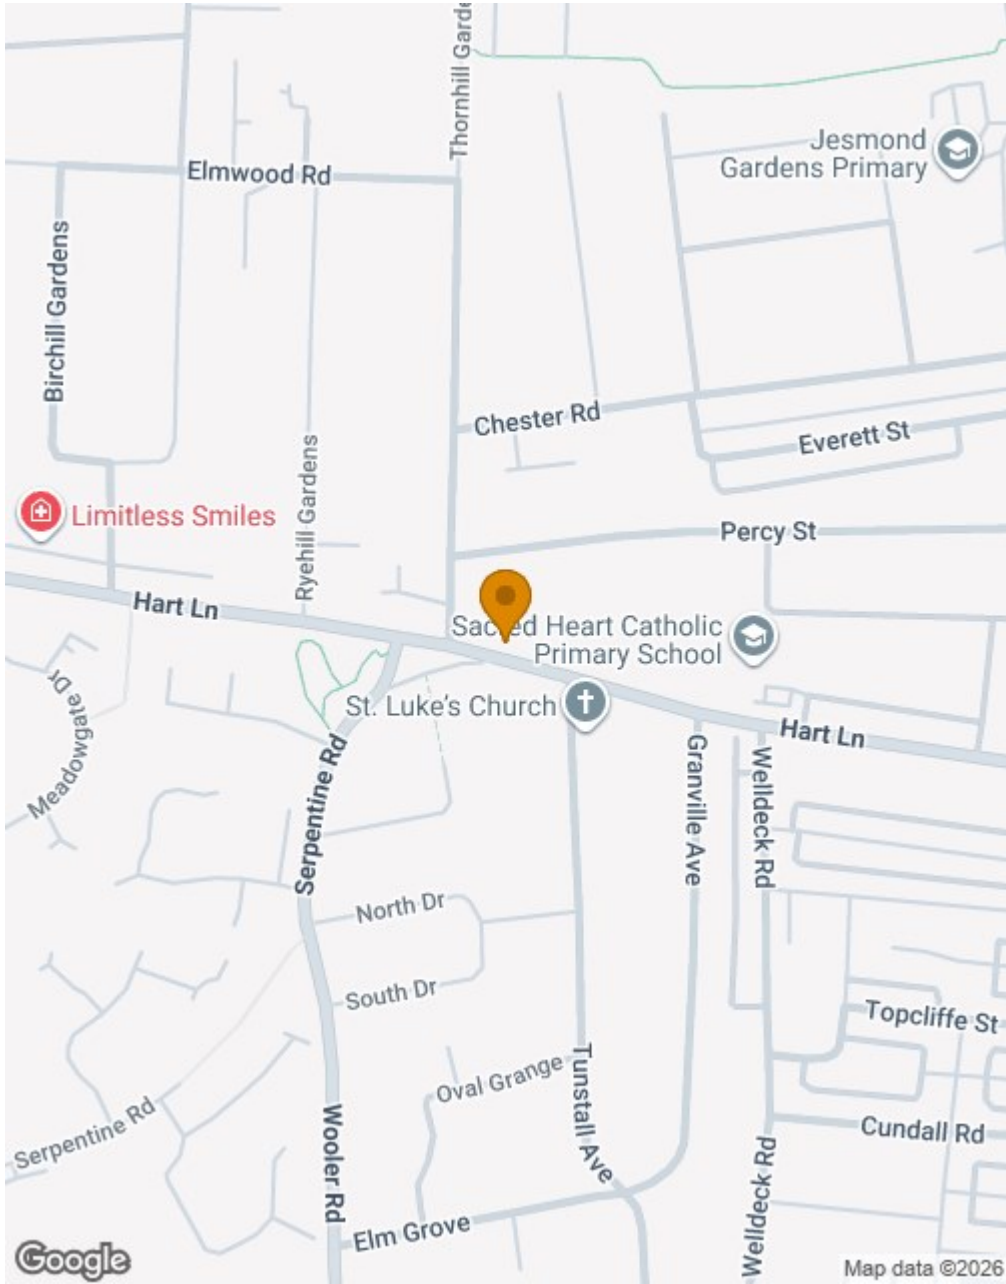 Thornhill Garde
Jesmond
Gardens Primary
Elmwood Rd
Birchill Gardens
Chester Rd
Everett St
Ryehill Gardens
Limitless Smiles
Percy St
Hart Ln
Sacred Heart Catholic
Primary School
St. Luke's Church
Hart Ln
Meadowgate Dr
Serpentine Rd
Granville Ave
Welldeck Rd
North Dr
South Dr
Topcliffe St
Oval Grange
Tunstall Ave
Serpentine Rd
Wooler Rd
Cundall Rd
Welldeck Rd
Elm Grove
Google
Map data ©2026